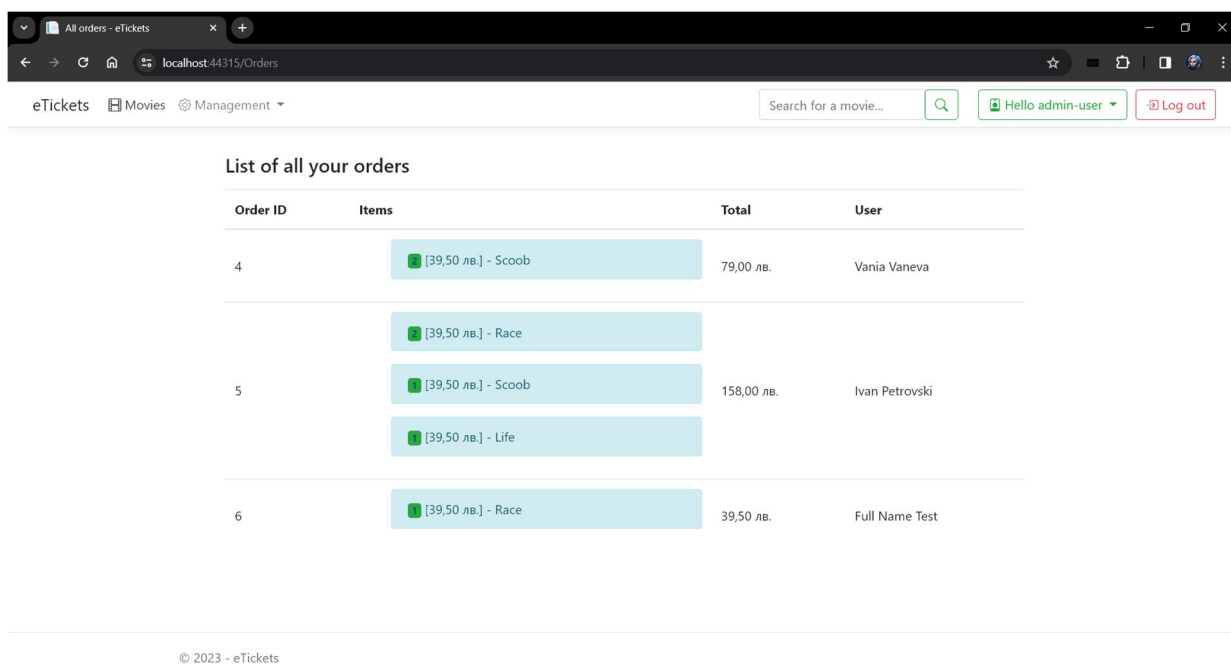 All orders - eTickets
localhost:44315/Orders
eTickets Movies Management Search for a movie... Hello admin-user Log out
List of all your orders
Order ID Items Total User
4 2 [39,50 лв.] - Scoob 79,00 лв. Vania Vaneva
2 [39,50 лв.] - Race
5 1 [39,50 лв.] - Scoob 158,00 лв. Ivan Petrovski
1 [39,50 лв.] - Life
6 1 [39,50 лв.] - Race 39,50 лв. Full Name Test
© 2023 - eTickets